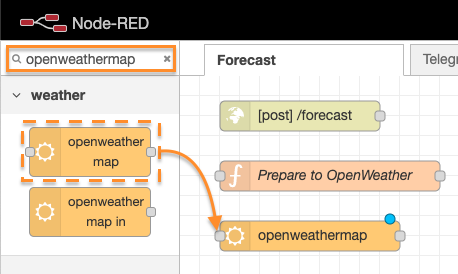 Node-RED
openweathermap
Forecast
Telegr
weather
openweather
map
openweather
map in
[post] /forecast
Prepare to OpenWeather
openweathermap